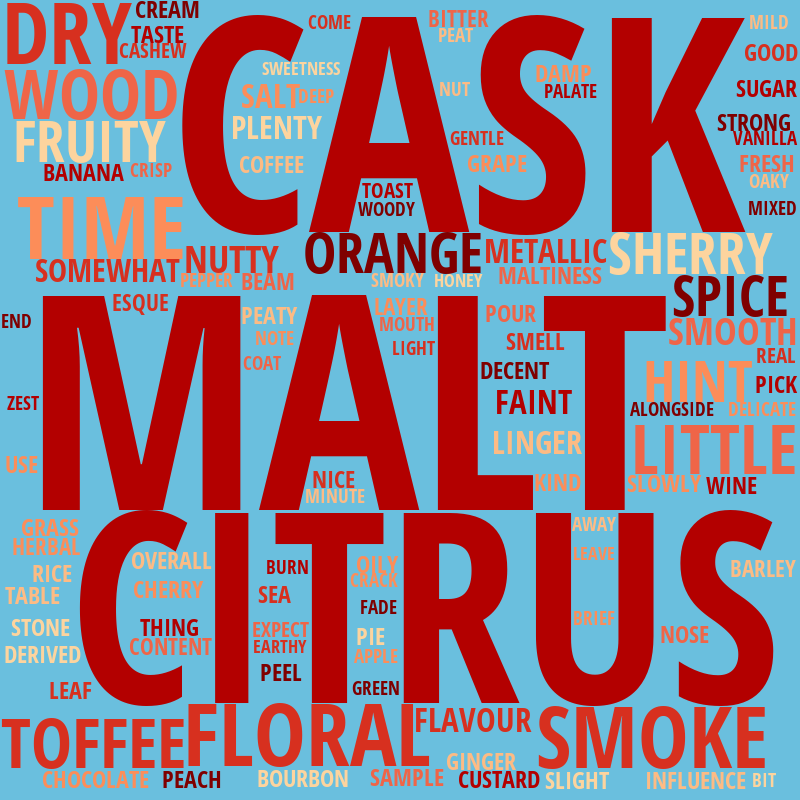 DRY
CREAM
TASTE
CASHEW
CASK
COME
BITTER
PEAT
MILD
GOOD
WOOD
SWEETNESS
SALT
DEEP
NUT
DAMP
PALATE
SUGAR
FRUITY
PLENTY
GENTLE
STRONG
VANILLA
BANANA
CRISP
COFFEE
GRAPE
FRESH
OAKY
TOAST
WOODY
MIXED
TIME
SOMEWHAT
NUTTY
ORANGE
METALLIC
SHERRY
PEPPER
BEAM
SMOKY
HONEY
MALTINESS
SPICE
ESQUE
MALT
PEATY
LAYER
MOUTH
POUR
SMOOTH
END
NOTE
LIGHT
SMELL
REAL
COAT
DECENT
HINT
PICK
ZEST
FAINT
ALONGSIDE
DELICATE
LINGER
LITTLE
USE
NICE
MINUTE
KIND
SLOWLY
WINE
GRASS
HERBAL
CITRUS
AWAY
OVERALL
BURN
OILY
CRACK
LEAVE
BARLEY
RICE
TABLE
CHERRY
SEA
FADE
BRIEF
STONE
THING
EXPECT
PIE
NOSE
DERIVED
CONTENT
EARTHY
APPLE
PEEL
LEAF
GREEN
TOFFEE
FLORAL
FLAVOUR
SMOKE
GINGER
CHOCOLATE
PEACH
BOURBON
SAMPLE
CUSTARD
SLIGHT
INFLUENCE
BIT